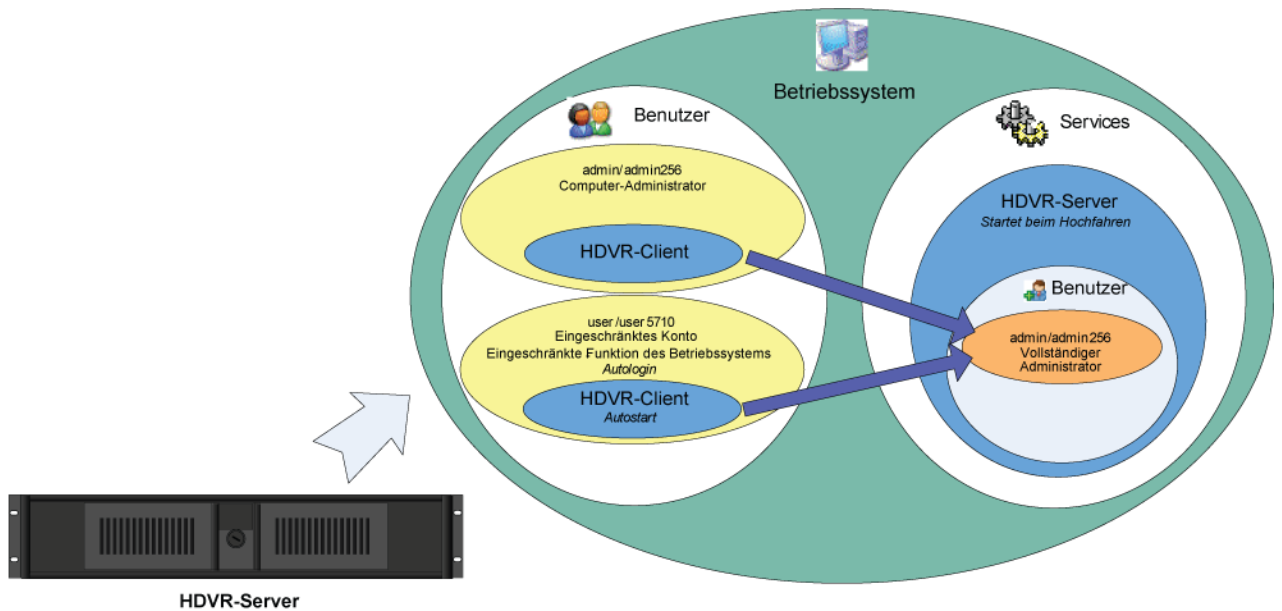 Betriebssystem
Benutzer
admin/admin256
Computer-Administrator
HDVR-Client
user/user5710
Eingeschränktes Konto
Eingeschränkte Funktion des Betriebssystems
Autologin
HDVR-Client
Autostart
Services
HDVR-Server
Startet beim Hochfahren
Benutzer
admin/admin256
Vollständiger
Administrator
HDVR-Server